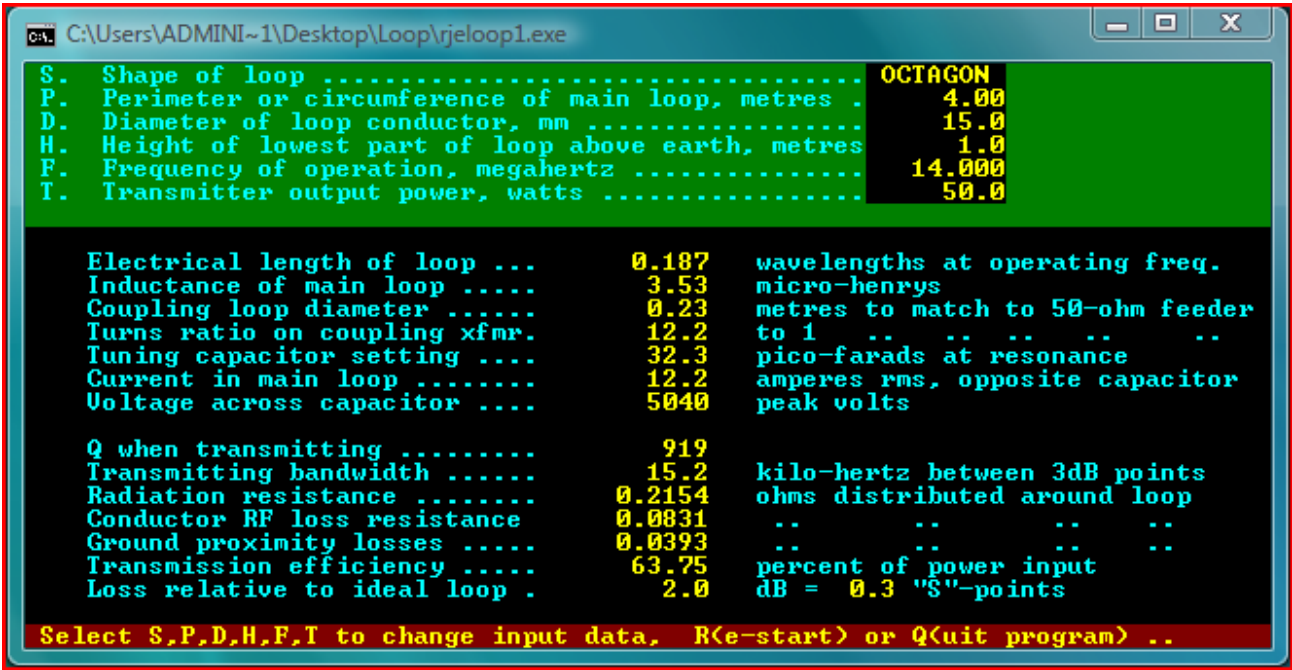 C:\Users\ADMINI~1\Desktop\Loop\rjeloop1.exe
S. Shape of loop .................................. OCTAGON
P. Perimeter or circumference of main loop, metres . 4.00
D. Diameter of loop conductor, mm .................. 15.0
H. Height of lowest part of loop above earth, metres 1.0
F. Frequency of operation, megahertz ............... 14.000
T. Transmitter output power, watts ................. 50.0
Electrical length of loop ... 0.187 wavelengths at operating freq.
Inductance of main loop ..... 3.53 micro-henrys
Coupling loop diameter ...... 0.23 metres to match to 50-ohm feeder
Turns ratio on coupling xfmr. 12.2 to 1 .. .. .. .. ..
Tuning capacitor setting .... 32.3 pico-farads at resonance
Current in main loop ........ 12.2 amperes rms, opposite capacitor
Voltage across capacitor .... 5040 peak volts
Q when transmitting ......... 919
Transmitting bandwidth ...... 15.2 kilo-hertz between 3dB points
Radiation resistance ........ 0.2154 ohms distributed around loop
Conductor RF loss resistance 0.0831 .. .. .. ..
Ground proximity losses ..... 0.0393 .. .. .. ..
Transmission efficiency ..... 63.75 percent of power input
Loss relative to ideal loop . 2.0 dB = 0.3 "S"-points
Select S,P,D,H,F,T to change input data, R(e-start) or Q(uit program) ..